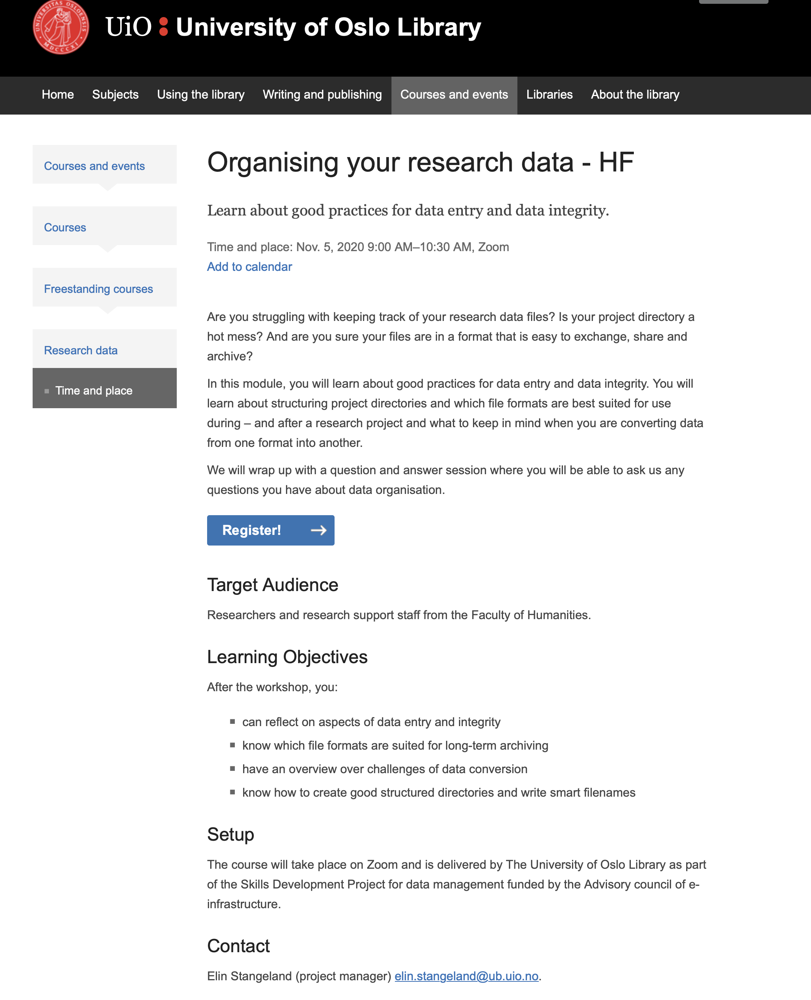 UNIVERSITAS OSLOENSIS
MDCCCXI
UiO : University of Oslo Library
Home Subjects Using the library Writing and publishing Courses and events Libraries About the library
Courses and events
Courses
Freestanding courses
Research data
Time and place
Organising your research data - HF
Learn about good practices for data entry and data integrity.
Time and place: Nov. 5, 2020 9:00 AM–10:30 AM, Zoom
Add to calendar
Are you struggling with keeping track of your research data files? Is your project directory a
hot mess? And are you sure your files are in a format that is easy to exchange, share and
archive?
In this module, you will learn about good practices for data entry and data integrity. You will
learn about structuring project directories and which file formats are best suited for use
during – and after a research project and what to keep in mind when you are converting data
from one format into another.
We will wrap up with a question and answer session where you will be able to ask us any
questions you have about data organisation.
Register! →
Target Audience
Researchers and research support staff from the Faculty of Humanities.
Learning Objectives
After the workshop, you:
▪ can reflect on aspects of data entry and integrity
▪ know which file formats are suited for long-term archiving
▪ have an overview over challenges of data conversion
▪ know how to create good structured directories and write smart filenames
Setup
The course will take place on Zoom and is delivered by The University of Oslo Library as part
of the Skills Development Project for data management funded by the Advisory council of e-
infrastructure.
Contact
Elin Stangeland (project manager) elin.stangeland@ub.uio.no.